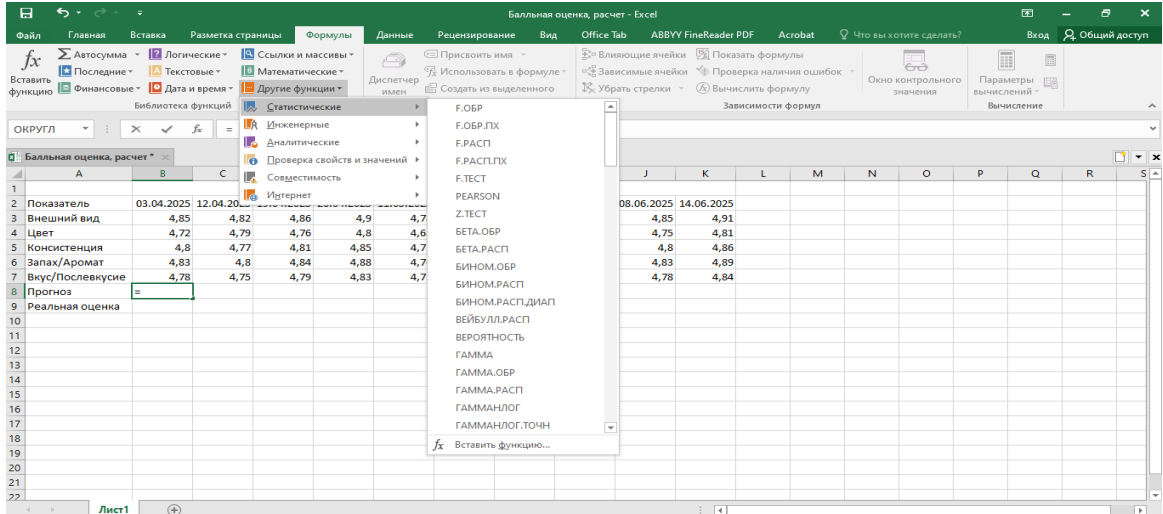 Балльная оценка, расчет - Excel
Файл Главная Вставка Разметка страницы Формулы Данные Рецензирование Вид Office Tab ABBYY FineReader PDF Acrobat Что вы хотите сделать? Вход Общий доступ
fx Вставить функцию
Автосумма Логические Ссылки и массивы
Последние Текстовые Математические
Финансовые Дата и время Другие функции
Библиотека функций
Диспетчер имен
Присвоить имя
Использовать в формуле
Создать из выделенного
Влияющие ячейки Показать формулы
Зависимые ячейки Проверка наличия ошибок
Убрать стрелки Вычислить формулу
Зависимости формул
Окно контрольного значения
Параметры вычислений
Вычисление
Статистические
Инженерные
Аналитические
Проверка свойств и значений
Совместимость
Интернет
F.ОБР
F.ОБР.ПХ
F.РАСП
F.РАСП.ПХ
F.ТЕСТ
PEARSON
Z.ТЕСТ
БЕТА.ОБР
БЕТА.РАСП
БИНОМ.ОБР
БИНОМ.РАСП
БИНОМ.РАСП.ДИАП
ВЕЙБУЛЛ.РАСП
ВЕРОЯТНОСТЬ
ГАММА
ГАММА.ОБР
ГАММА.РАСП
ГАММАНЛОГ
ГАММАНЛОГ.ТОЧН
fx Вставить функцию...
ОКРУГЛ fx =
Балльная оценка, расчет *
A B C J K L M N O P Q R S
1
2 Показатель 03.04.2025 12.04.2025 08.06.2025 14.06.2025
3 Внешний вид 4,85 4,82 4,86 4,9 4,85 4,91
4 Цвет 4,72 4,79 4,76 4,8 4,75 4,81
5 Консистенция 4,8 4,77 4,81 4,85 4,8 4,86
6 Запах/Аромат 4,83 4,8 4,84 4,88 4,83 4,89
7 Вкус/Послевкусие 4,78 4,75 4,79 4,83 4,78 4,84
8 Прогноз =
9 Реальная оценка
10
11
12
13
14
15
16
17
18
19
20
21
22
Лист1